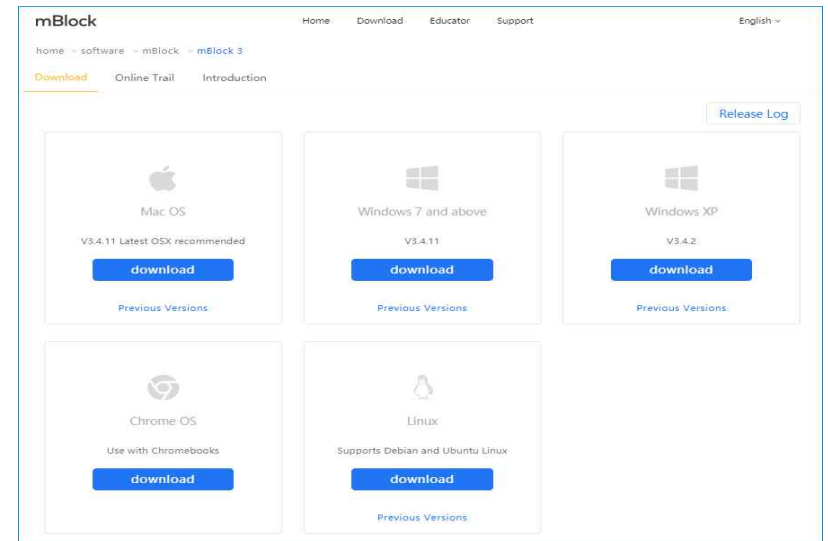 mBlock
Home Download Educator Support English
home > software > mBlock > mBlock 3
Download Online Trail Introduction
Release Log
Mac OS
V3.4.11 Latest OSX recommended
download
Previous Versions
Windows 7 and above
V3.4.11
download
Previous Versions
Windows XP
V3.4.2
download
Previous Versions
Chrome OS
Use with Chromebooks
download
Linux
Supports Debian and Ubuntu Linux
download
Previous Versions